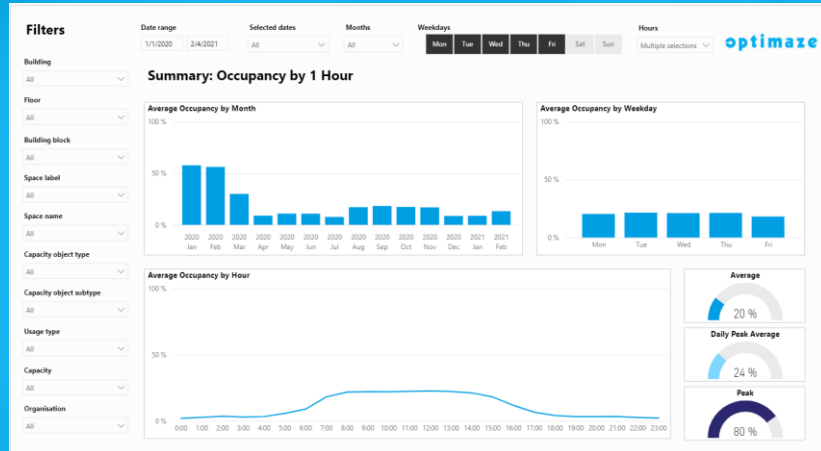 Filters
Date range
Selected dates
Months
Weekdays
Hours
1/1/2020 2/4/2021
All
All
Mon Tue Wed Thu Fri Sat Sun
Multiple selections
optimaze
Building
All
Floor
All
Building block
All
Space label
All
Space name
All
Capacity object type
All
Capacity object subtype
All
Usage type
All
Capacity
All
Organisation
All
Summary: Occupancy by 1 Hour
Average Occupancy by Month
100 %
50 %
0 %
2020 2020 2020 2020 2020 2020 2020 2020 2020 2020 2020 2020 2021 2021
Jan Feb Mar Apr May Jun Jul Aug Sep Oct Nov Dec Jan Feb
Average Occupancy by Weekday
100 %
50 %
0 %
Mon Tue Wed Thu Fri
Average Occupancy by Hour
100 %
50 %
0 %
0:00 1:00 2:00 3:00 4:00 5:00 6:00 7:00 8:00 9:00 10:00 11:00 12:00 13:00 14:00 15:00 16:00 17:00 18:00 19:00 20:00 21:00 22:00 23:00
Average
20 %
Daily Peak Average
24 %
Peak
80 %